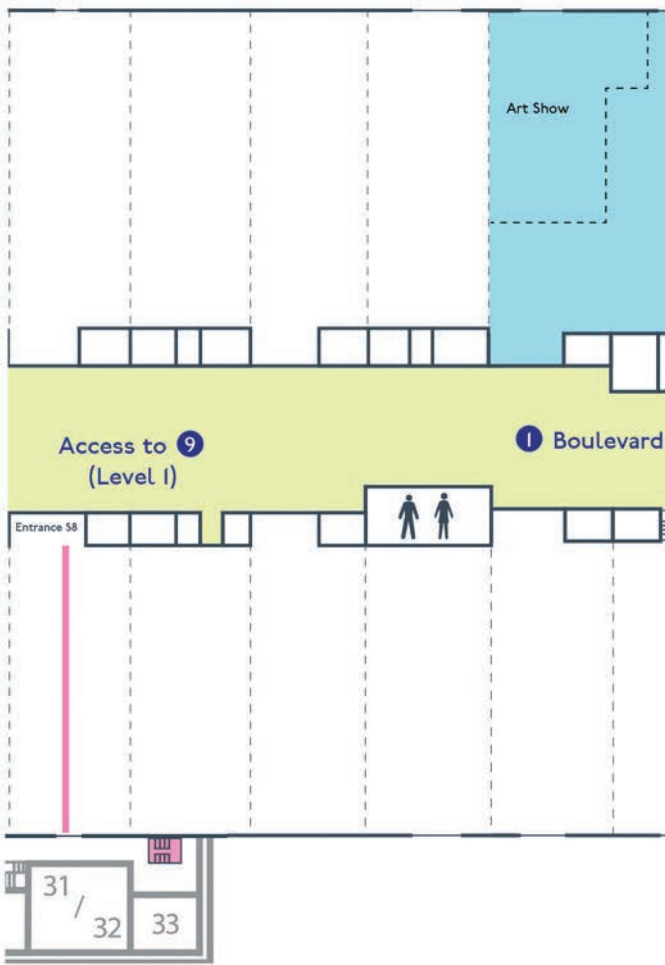 Art Show
Access to 9
(Level 1)
1 Boulevard
Entrance S8
31
/
32
33